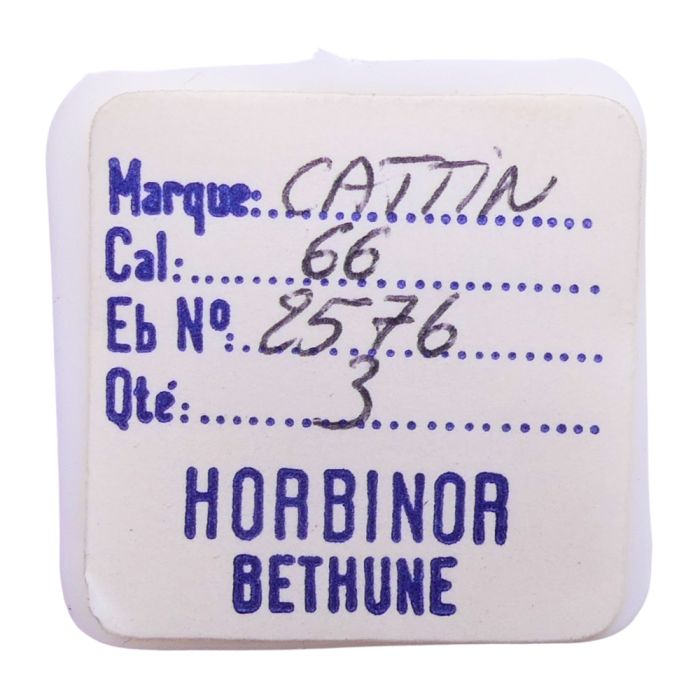 Marque: CATTIN
Cal: 66
Eb Nº: 2576
Qté: 3
HORBINOR
BETHUNE